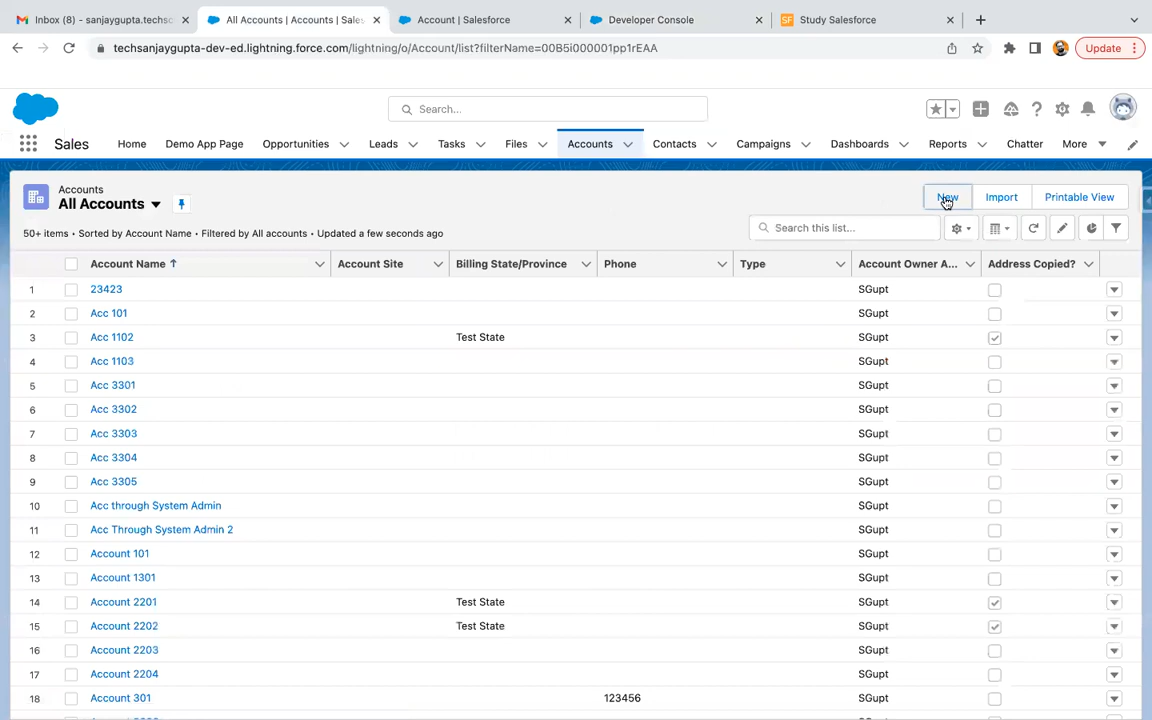 Inbox (70) - sanjaygupta.techsc
All Accounts | Accounts | Sales
Account | Salesforce
Developer Console
SF Study Salesforce
techsanjaygupta-dev-ed.lightning.force.com/lightning/o/Account/list?filterName=00B5i000001pp1rEAA
Update
Search...
Sales Home Demo App Page Opportunities Leads Tasks Files Accounts Contacts Campaigns Dashboards Reports Chatter More
Accounts
All Accounts
New Import Printable View
50+ items • Sorted by Account Name • Filtered by All accounts • Updated a few seconds ago
Search this list...
Account Name Account Site Billing State/Province Phone Type Account Owner A... Address Copied?
1 23423 SGupt
2 Acc 101 SGupt
3 Acc 1102 Test State SGupt
4 Acc 1103 SGupt
5 Acc 3301 SGupt
6 Acc 3302 SGupt
7 Acc 3303 SGupt
8 Acc 3304 SGupt
9 Acc 3305 SGupt
10 Acc through System Admin SGupt
11 Acc Through System Admin 2 SGupt
12 Account 101 SGupt
13 Account 1301 SGupt
14 Account 2201 Test State SGupt
15 Account 2202 Test State SGupt
16 Account 2203 SGupt
17 Account 2204 SGupt
18 Account 301 123456 SGupt